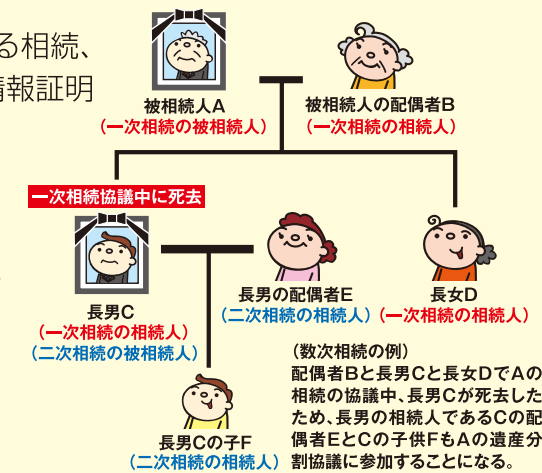 る相続、
情報証明
被相続人A
（一次相続の被相続人）
被相続人の配偶者B
（一次相続の相続人）
一次相続協議中に死去
長男C
（一次相続の相続人）
（二次相続の被相続人）
長男の配偶者E
（二次相続の相続人）
長女D
（一次相続の相続人）
長男Cの子F
（二次相続の相続人）
（数次相続の例）
配偶者Bと長男Cと長女DでAの
相続の協議中、長男Cが死去した
ため、長男の相続人であるCの配
偶者EとCの子供FもAの遺産分
割協議に参加することになる。